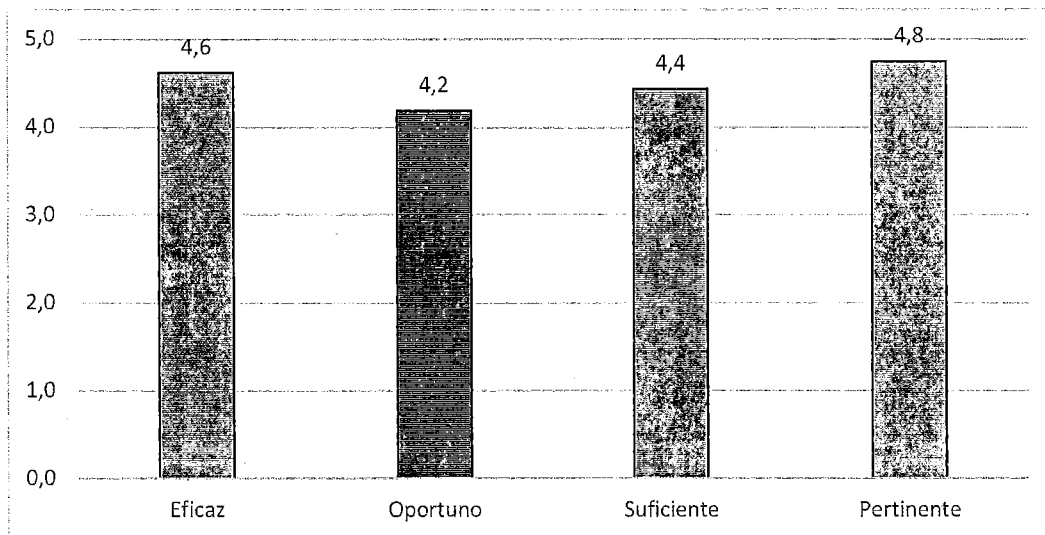 5,0
4,6
4,2
4,4
4,8
4,0
3,0
2,0
1,0
0,0
Eficaz
Oportuno
Suficiente
Pertinente